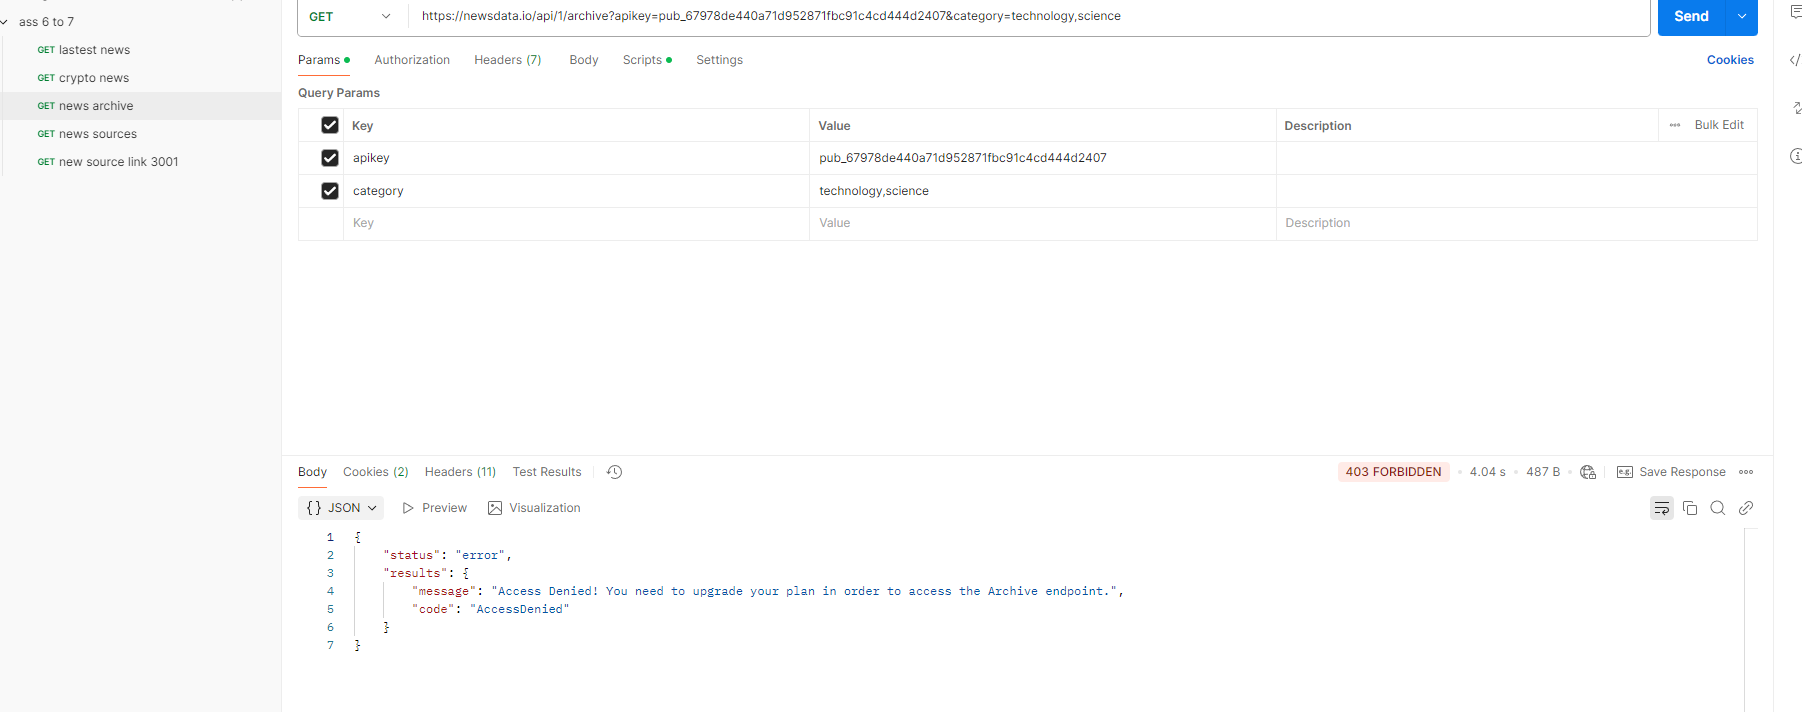 ass 6 to 7
GET lastest news
GET crypto news
GET news archive
GET news sources
GET new source link 3001
GET
https://newsdata.io/api/1/archive?apikey=pub_67978de440a71d952871fbc91c4cd444d2407&category=technology,science
Send
Params Authorization Headers (7) Body Scripts Settings
Cookies
Query Params
Key Value Description Bulk Edit
apikey pub_67978de440a71d952871fbc91c4cd444d2407
category technology,science
Key Value Description
Body Cookies (2) Headers (11) Test Results
403 FORBIDDEN 4.04 s 487 B e.g. Save Response
{} JSON Preview Visualization
1 {
2 "status": "error",
3 "results": {
4 "message": "Access Denied! You need to upgrade your plan in order to access the Archive endpoint.",
5 "code": "AccessDenied"
6 }
7 }